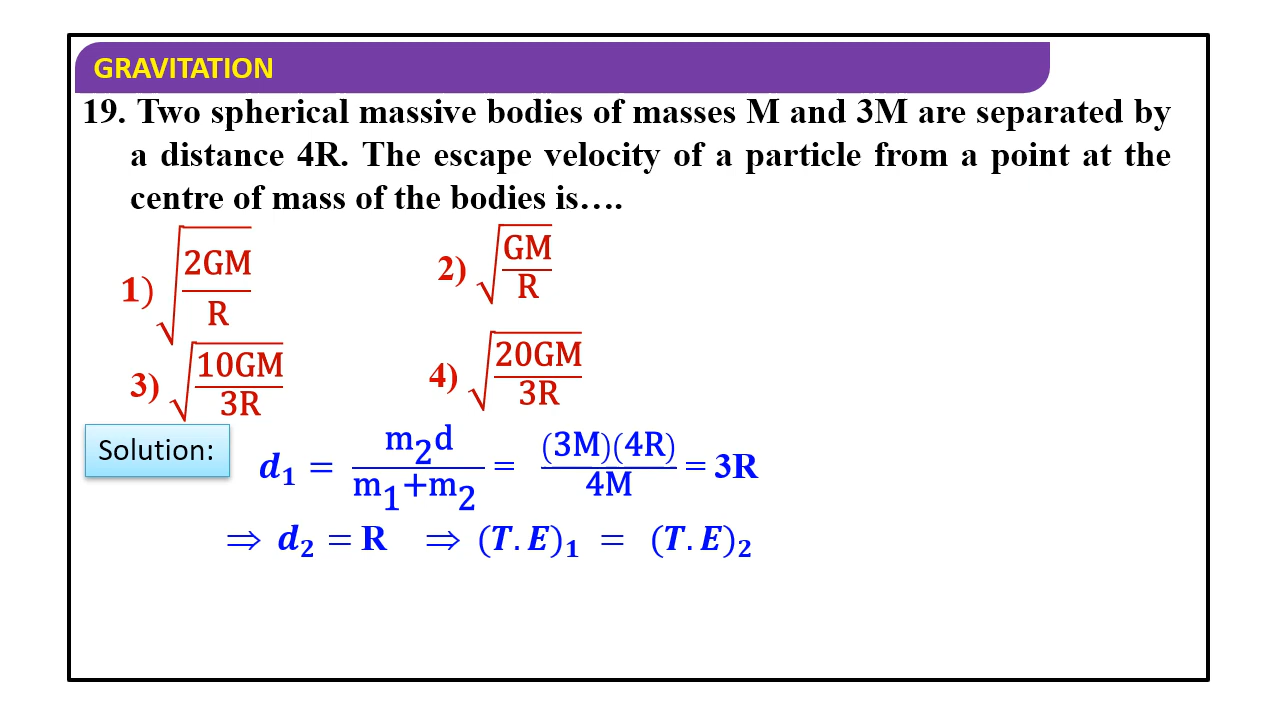 GRAVITATION
19. Two spherical massive bodies of masses M and 3M are separated by
a distance 4R. The escape velocity of a particle from a point at the
centre of mass of the bodies is….
1) √(2GM/R) 2) √(GM/R)
3) √(10GM/3R) 4) √(20GM/3R)
Solution: d₁ = m₂d/(m₁+m₂) = (3M)(4R)/4M = 3R
⇒ d₂ = R ⇒ (T.E)₁ = (T.E)₂